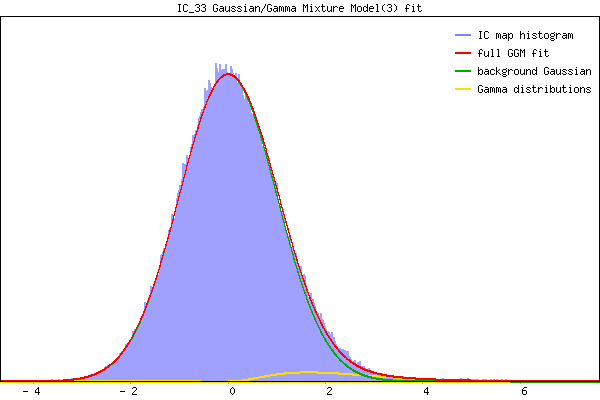 IC_33 Gaussian/Gamma Mixture Model(3) fit
IC map histogram
full GGM fit
background Gaussian
Gamma distributions
-4 -2 0 2 4 6